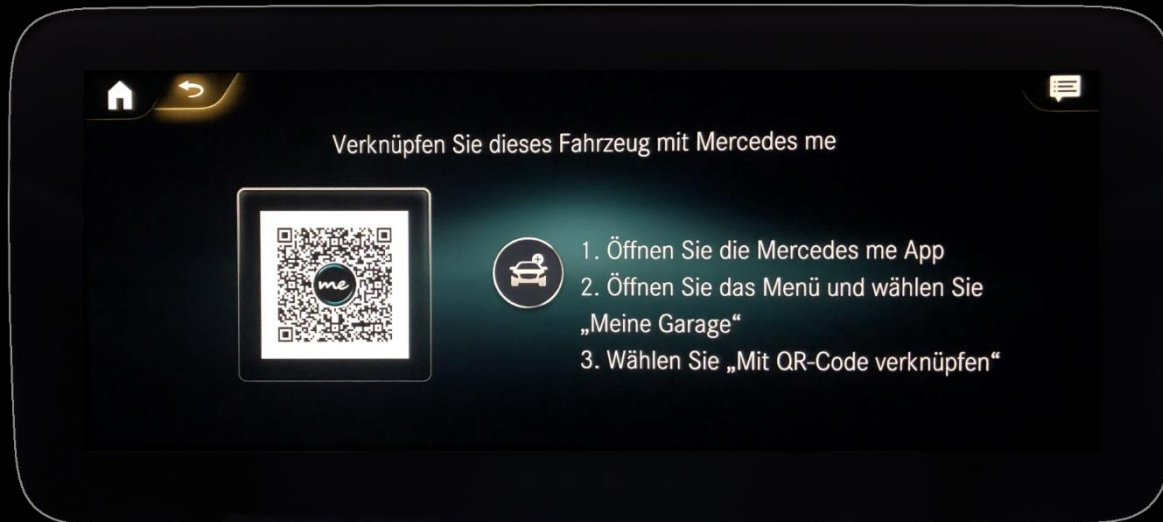 Verknüpfen Sie dieses Fahrzeug mit Mercedes me
me
1. Öffnen Sie die Mercedes me App
2. Öffnen Sie das Menü und wählen Sie
„Meine Garage“
3. Wählen Sie „Mit QR-Code verknüpfen“